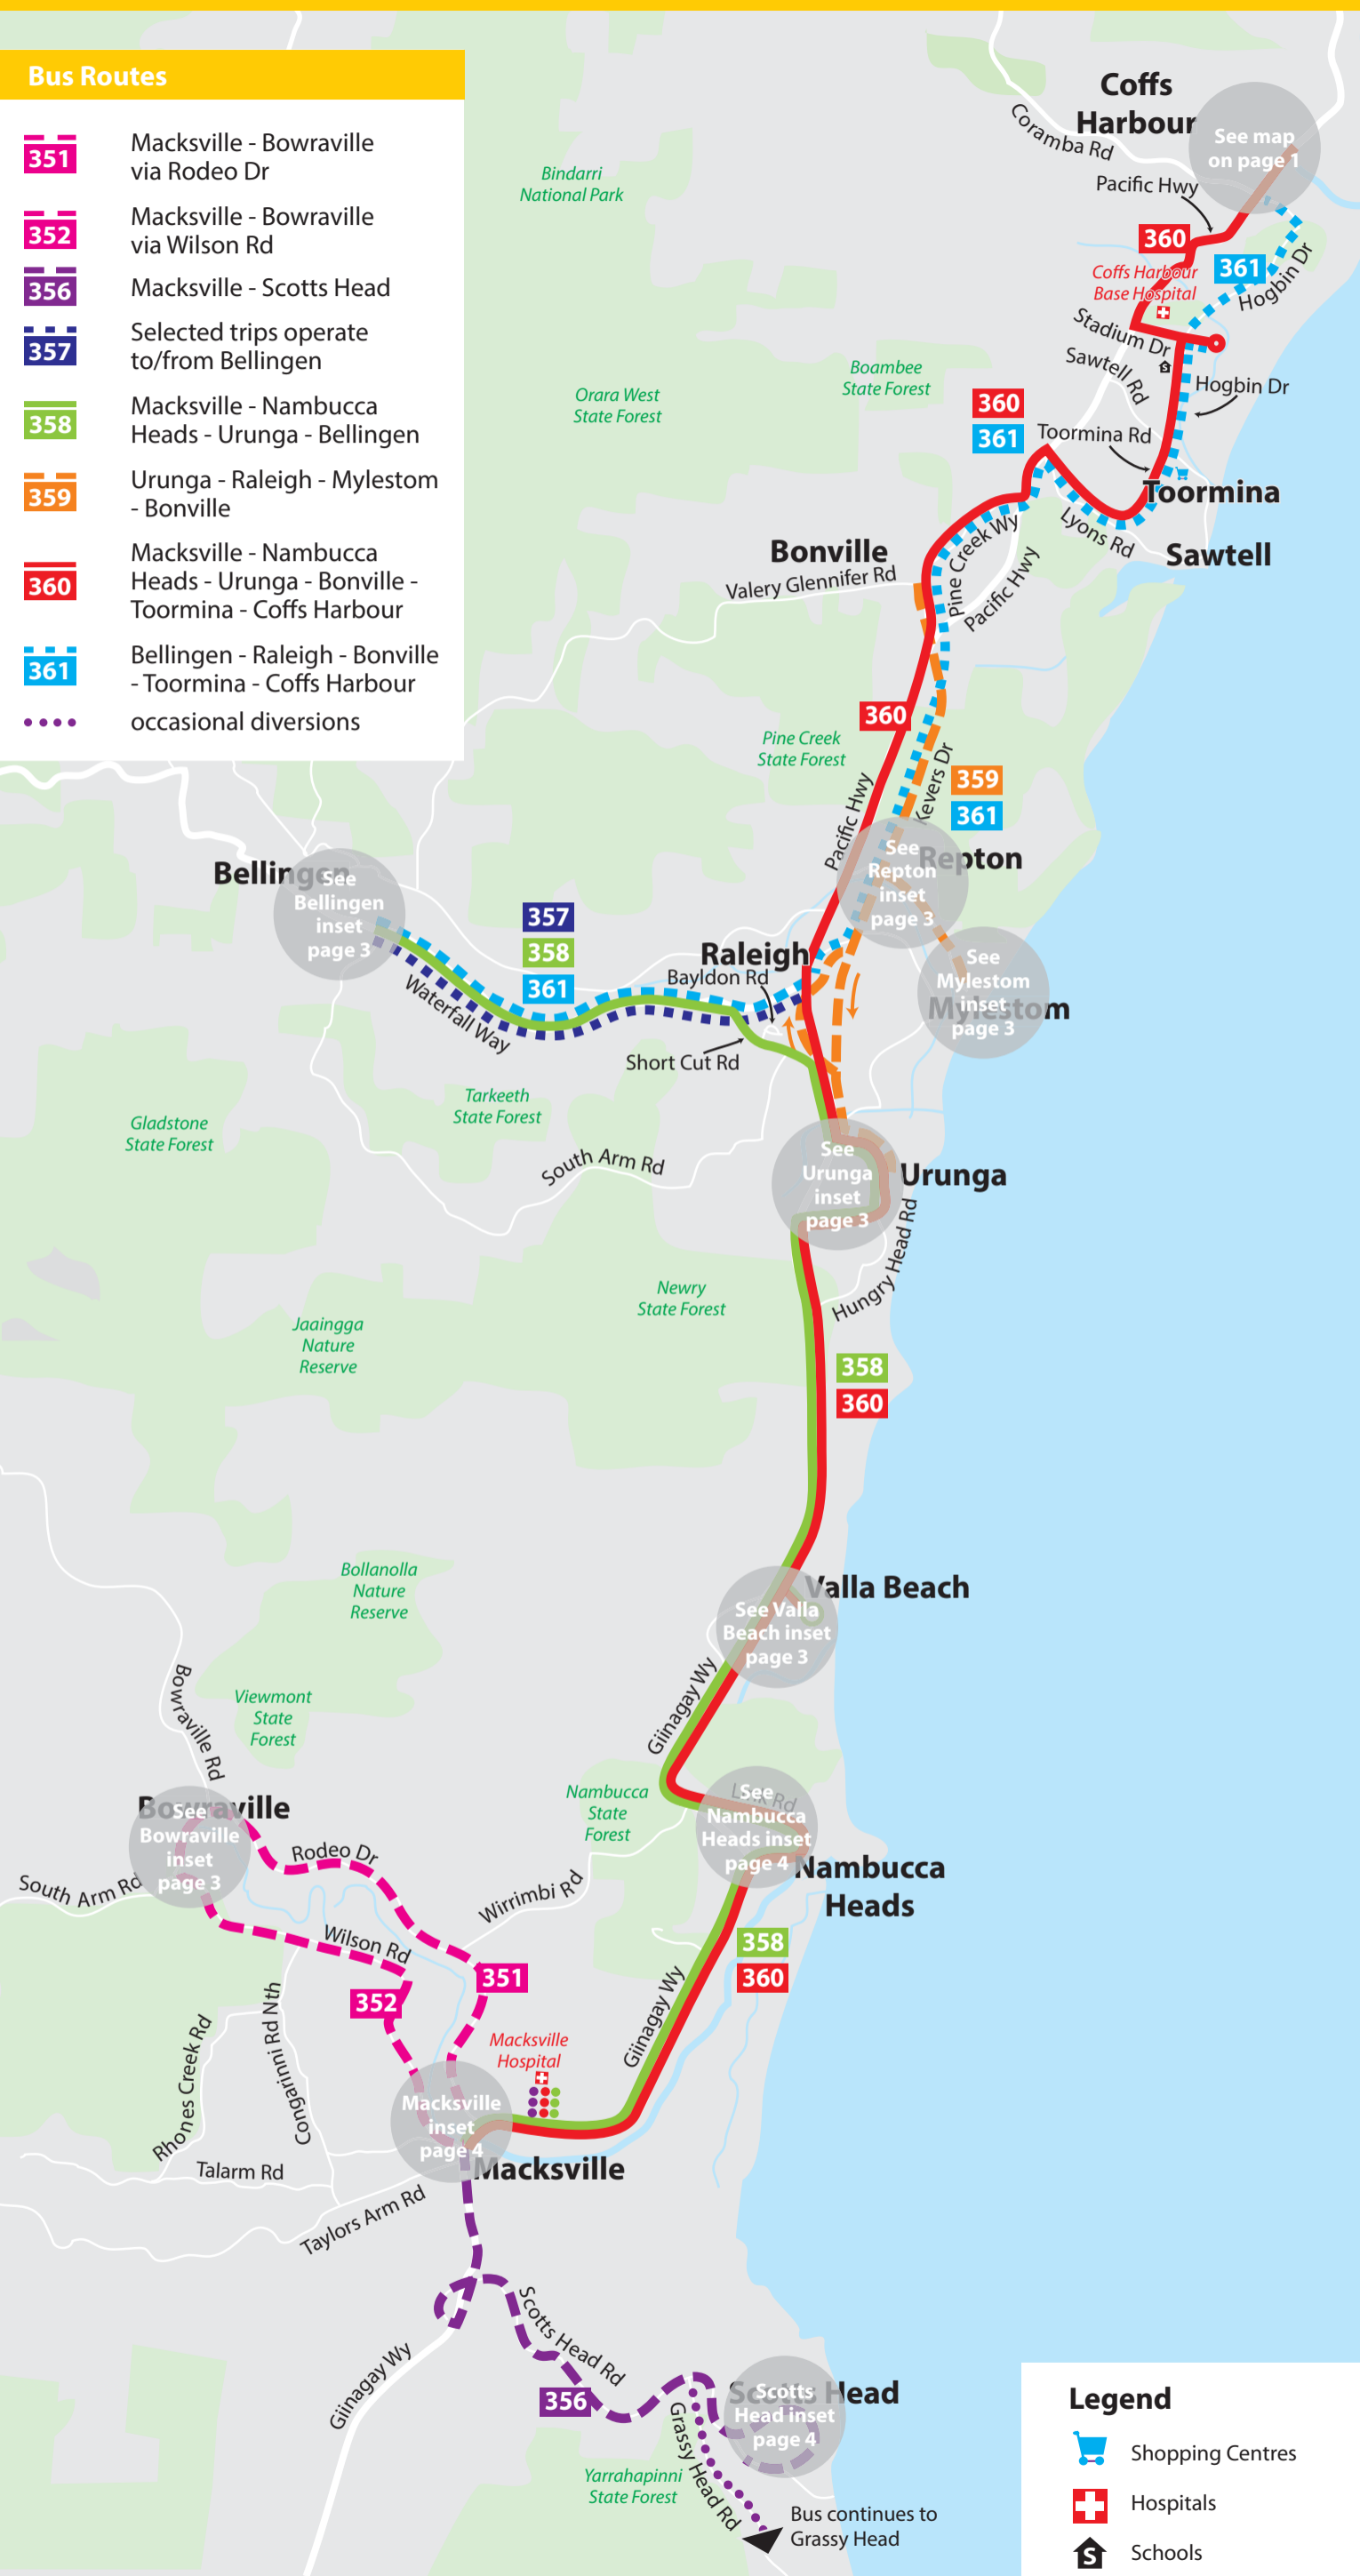 Bus Routes
351
Macksville - Bowraville
via Rodeo Dr
352
Macksville - Bowraville
via Wilson Rd
356
Macksville - Scotts Head
357
Selected trips operate
to/from Bellingen
358
Macksville - Nambucca
Heads - Urunga - Bellingen
359
Urunga - Raleigh - Mylestom
- Bonville
360
Macksville - Nambucca
Heads - Urunga - Bonville -
Toormina - Coffs Harbour
361
Bellingen - Raleigh - Bonville
- Toormina - Coffs Harbour
occasional diversions
Coffs
Harbour
See map
on page 1
Coramba Rd
Pacific Hwy
360
361
Hogbin Dr
Coffs Harbour
Base Hospital
Stadium Dr
Sawtell Rd
Hogbin Dr
Toormina Rd
Toormina
Sawtell
Lyons Rd
360
361
Bindarri
National Park
Boambee
State Forest
Orara West
State Forest
Bonville
Valery Glennifer Rd
Pine Creek Wy
Pacific Hwy
360
Pine Creek
State Forest
Pacific Hwy
Kevers Dr
359
361
Repton
See
Repton
inset
page 3
Bellingen
See
Bellingen
inset
page 3
357
358
361
Waterfall Way
Raleigh
Bayldon Rd
Short Cut Rd
Mylestom
See
Mylestom
inset
page 3
Tarkeeth
State Forest
Gladstone
State Forest
South Arm Rd
Urunga
See
Urunga
inset
page 3
Hungry Head Rd
Newry
State Forest
Jaaingga
Nature
Reserve
358
360
Bollanolla
Nature
Reserve
Valla Beach
See Valla
Beach inset
page 3
Giinagay Wy
Viewmont
State
Forest
Bowraville Rd
Bowraville
See
Bowraville
inset
page 3
Rodeo Dr
South Arm Rd
Wilson Rd
Wirrimbi Rd
Nambucca
State
Forest
Link Rd
See
Nambucca
Heads inset
page 4
Nambucca
Heads
358
360
Giinagay Wy
351
352
Rhones Creek Rd
Congarinni Rd Nth
Macksville
Hospital
Macksville
inset
page 4
Macksville
Talarm Rd
Taylors Arm Rd
Giinagay Wy
Scotts Head Rd
356
Scotts Head
Scotts
Head inset
page 4
Grassy Head Rd
Yarrahapinni
State Forest
Bus continues to
Grassy Head
Legend
Shopping Centres
Hospitals
S
Schools